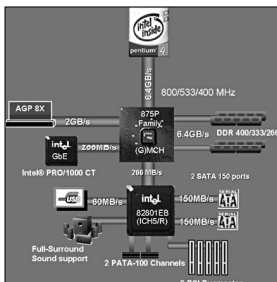 intel inside
pentium 4
6.4GB/s
800/533/400 MHz
AGP 8X
2GB/s
875P
Family
(G)MCH
6.4GB/s
DDR 400/333/266
intel
GbE
266MB/s
Intel® PRO/1000 CT
266 MB/s
2 SATA 150 ports
intel
82801EB
(ICH5/R)
USB
60MB/s
150MB/s
SERIAL
ATA
150MB/s
SERIAL
ATA
Full-Surround
Sound support
2 PATA-100 Channels